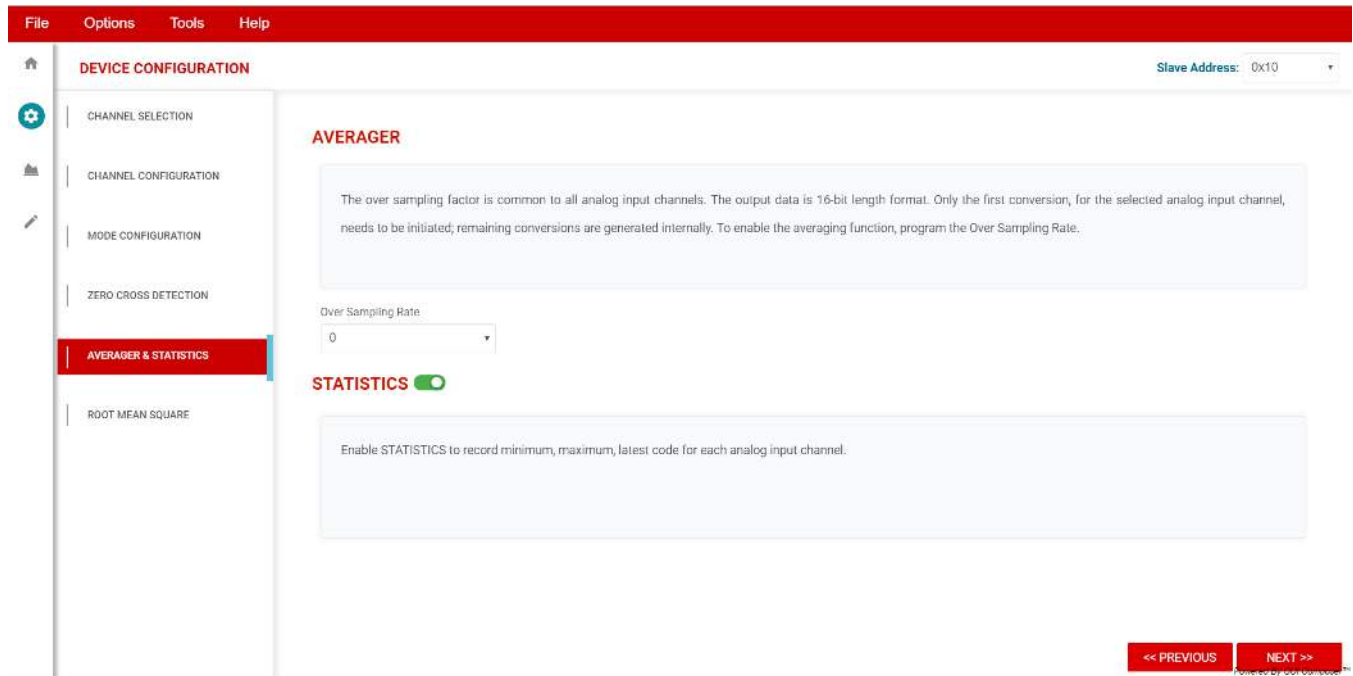 File Options Tools Help
DEVICE CONFIGURATION
Slave Address: 0x10
CHANNEL SELECTION
CHANNEL CONFIGURATION
MODE CONFIGURATION
ZERO CROSS DETECTION
AVERAGER & STATISTICS
ROOT MEAN SQUARE
AVERAGER
The over sampling factor is common to all analog input channels. The output data is 16-bit length format. Only the first conversion, for the selected analog input channel,
needs to be initiated; remaining conversions are generated internally. To enable the averaging function, program the Over Sampling Rate.
Over Sampling Rate
0
STATISTICS
Enable STATISTICS to record minimum, maximum, latest code for each analog input channel.
<< PREVIOUS NEXT >>
Powered By GUI Composer™